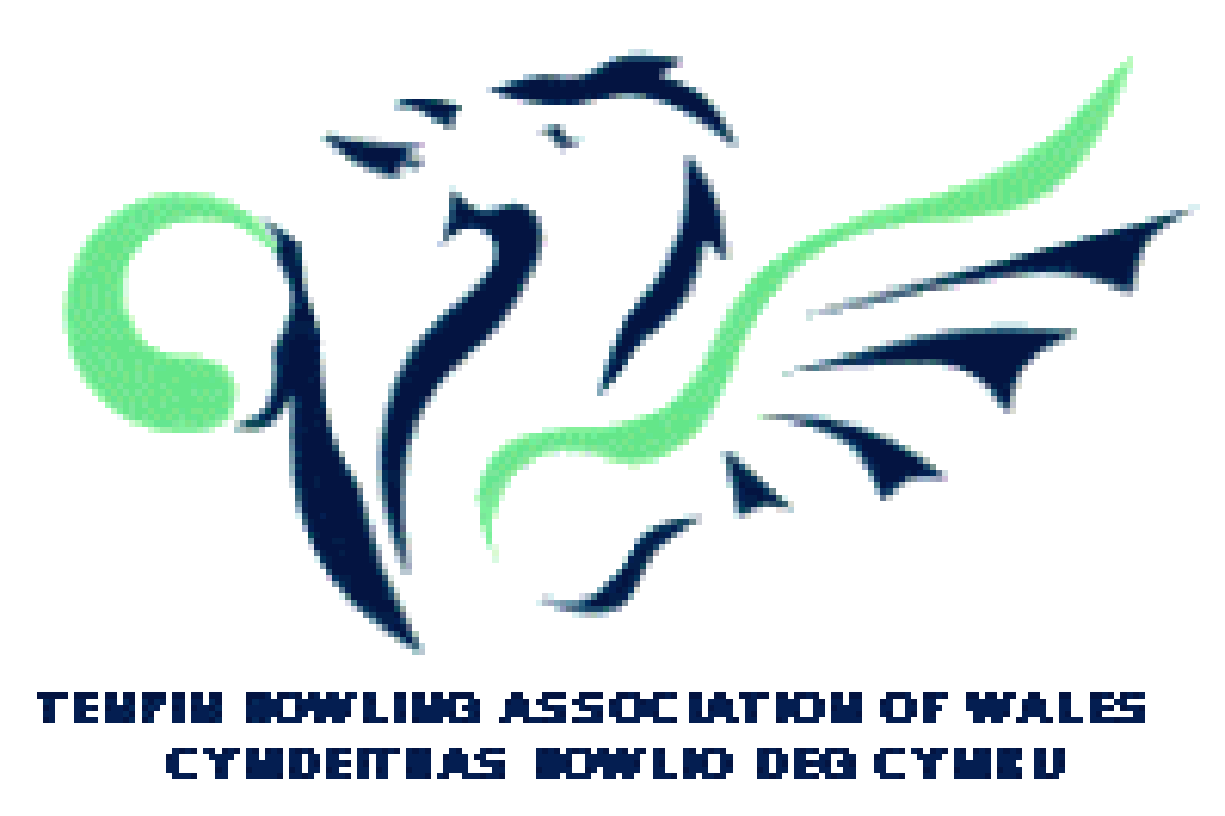 TENPIN BOWLING ASSOCIATION OF WALES
CYMDEITHAS BOWLIO DEG CYMRU